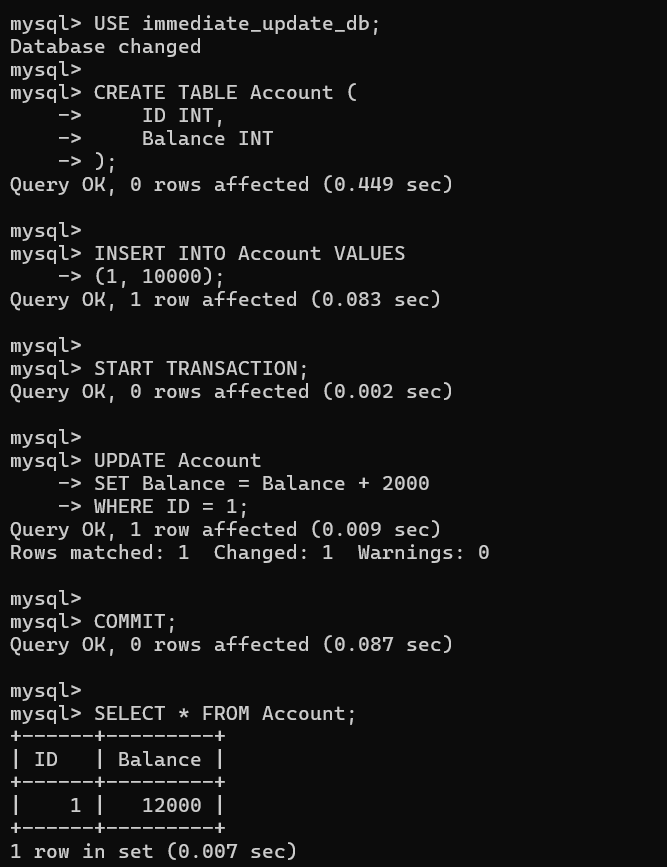 mysql> USE immediate_update_db;
Database changed
mysql>
mysql> CREATE TABLE Account (
    ->     ID INT,
    ->     Balance INT
    -> );
Query OK, 0 rows affected (0.449 sec)

mysql>
mysql> INSERT INTO Account VALUES
    -> (1, 10000);
Query OK, 1 row affected (0.083 sec)

mysql>
mysql> START TRANSACTION;
Query OK, 0 rows affected (0.002 sec)

mysql>
mysql> UPDATE Account
    -> SET Balance = Balance + 2000
    -> WHERE ID = 1;
Query OK, 1 row affected (0.009 sec)
Rows matched: 1  Changed: 1  Warnings: 0

mysql>
mysql> COMMIT;
Query OK, 0 rows affected (0.087 sec)

mysql>
mysql> SELECT * FROM Account;
+------+---------+
| ID   | Balance |
+------+---------+
|    1 |   12000 |
+------+---------+
1 row in set (0.007 sec)